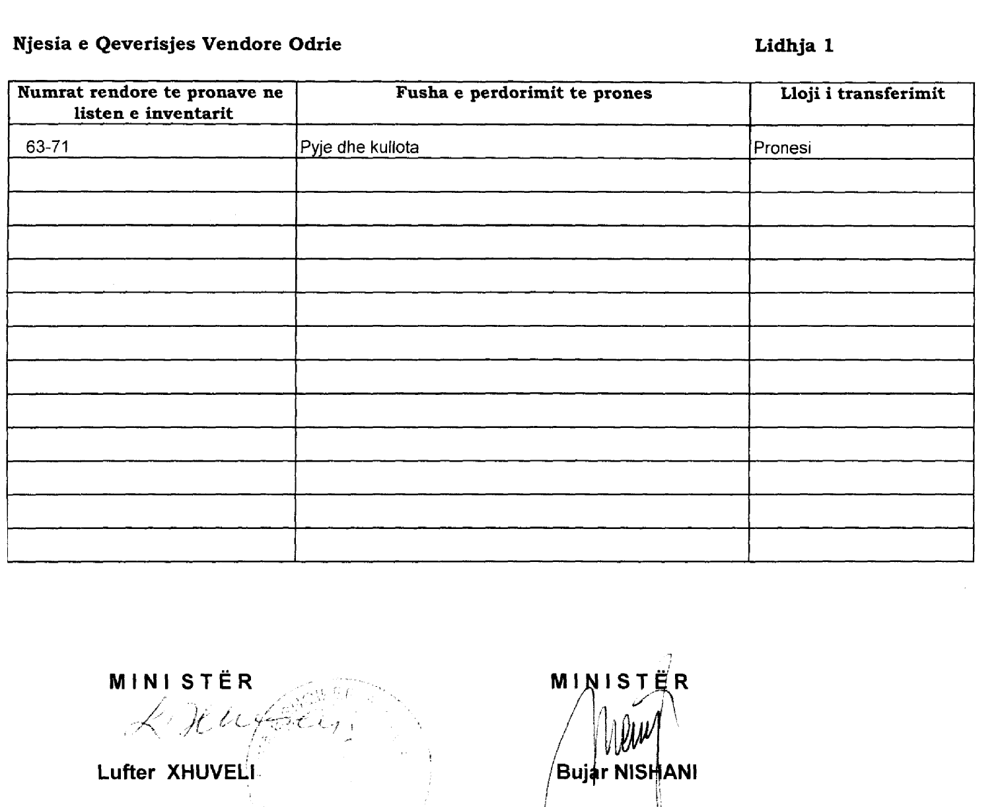 Njesia e Qeverisjes Vendore Odrie
Lidhja 1
Numrat rendore te pronave ne
listen e inventarit
Fusha e perdorimit te prones
Lloji i transferimit
63-71
Pyje dhe kullota
Pronesi
MINISTËR
MINISTËR
Lufter XHUVELI
Bujar NISHANI